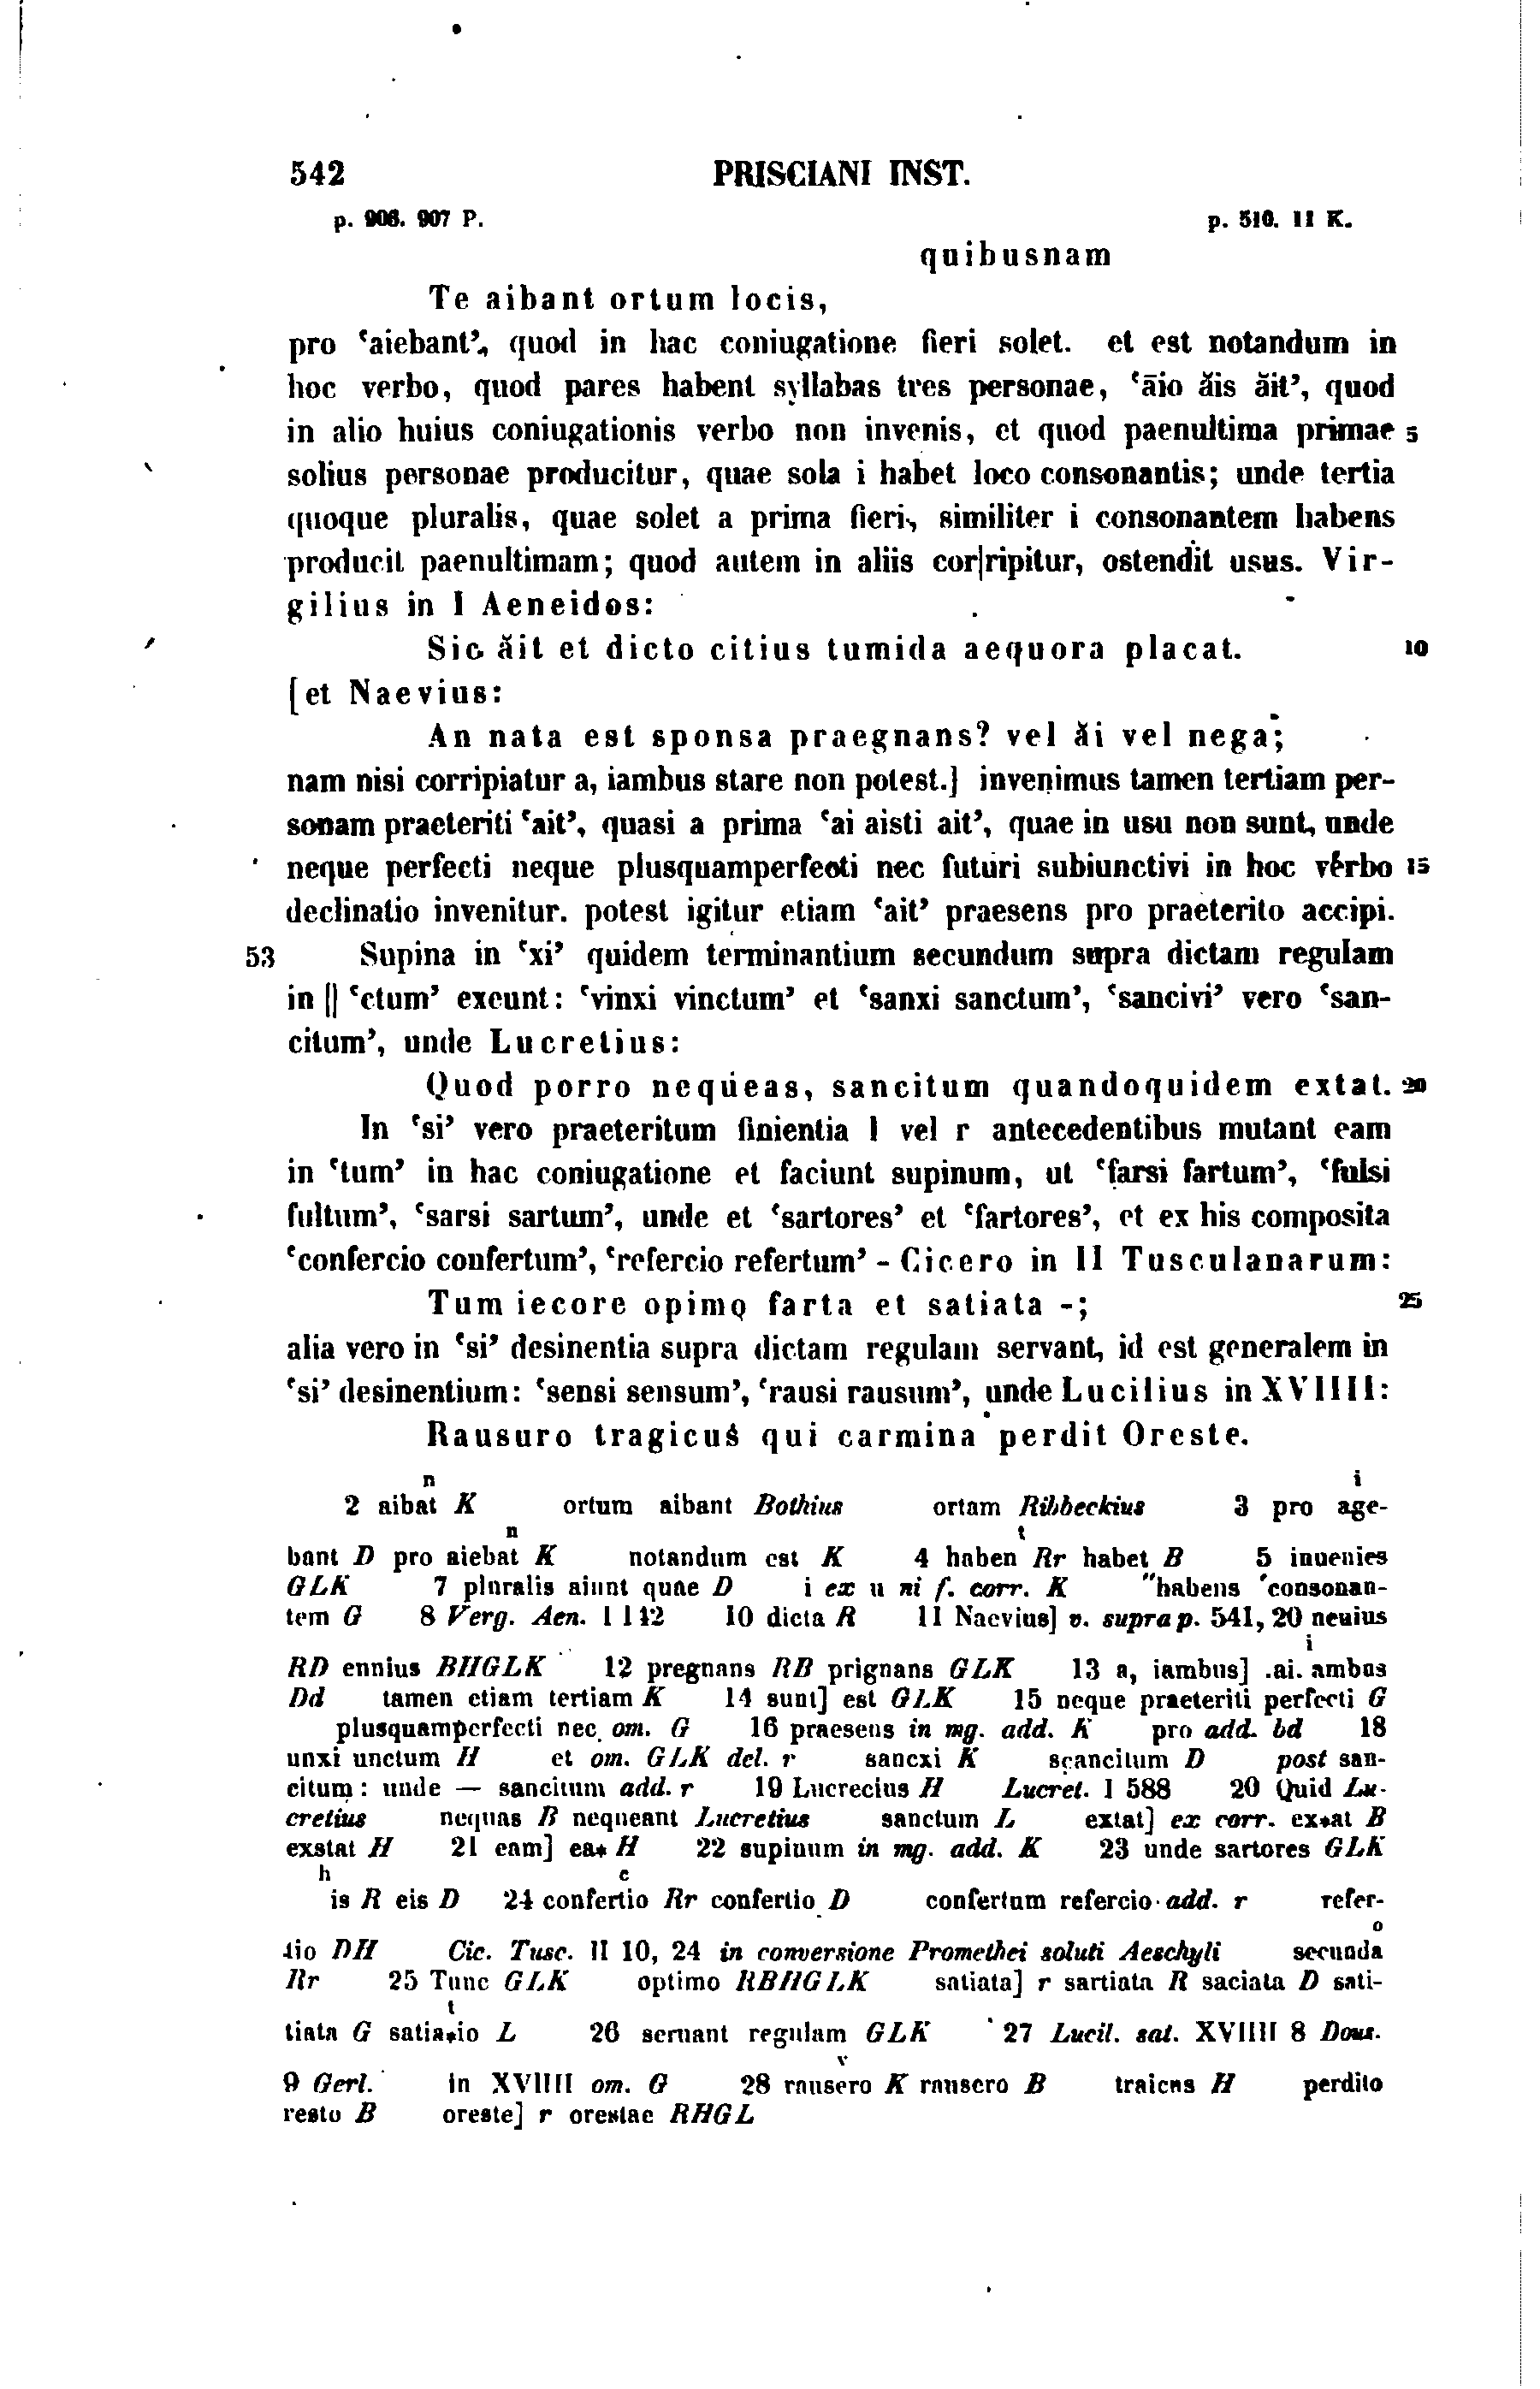 542 PRISCIANI INST.
p. 906. 907 P. p. 510. 11 K.
quibusnam
Te aibant ortum locis,
pro ‘aiebant’, quod in hac coniugatione fieri solet. et est notandum in
hoc verbo, quod pares habent syllabas tres personae, ‘āio ăis ăit’, quod
in alio huius coniugationis verbo non invenis, et quod paenultima primae 5
solius personae producitur, quae sola i habet loco consonantis; unde tertia
quoque pluralis, quae solet a prima fieri, similiter i consonantem habens
producit paenultimam; quod autem in aliis cor|ripitur, ostendit usus. Vir-
gilius in I Aeneidos:
Sic ăit et dicto citius tumida aequora placat. 10
[et Naevius:
An nata est sponsa praegnans? vel ăi vel nega;
nam nisi corripiatur a, iambus stare non potest.] invenimus tamen tertiam per-
sonam praeteriti ‘ait’, quasi a prima ‘ai aisti ait’, quae in usu non sunt, unde
neque perfecti neque plusquamperfecti nec futuri subiunctivi in hoc verbo 15
declinatio invenitur. potest igitur etiam ‘ait’ praesens pro praeterito accipi.
53 Supina in ‘xi’ quidem terminantium secundum supra dictam regulam
in || ‘ctum’ exeunt: ‘vinxi vinctum’ et ‘sanxi sanctum’, ‘sancivi’ vero ‘san-
citum’, unde Lucretius:
Quod porro nequeas, sancitum quandoquidem extat. 20
In ‘si’ vero praeteritum finientia l vel r antecedentibus mutant eam
in ‘tum’ in hac coniugatione et faciunt supinum, ut ‘farsi fartum’, ‘fulsi
fultum’, ‘sarsi sartum’, unde et ‘sartores’ et ‘fartores’, et ex his composita
‘confercio confertum’, ‘refercio refertum’ - Cicero in II Tusculanarum:
Tum iecore opimo farta et satiata -; 25
alia vero in ‘si’ desinentia supra dictam regulam servant, id est generalem in
‘si’ desinentium: ‘sensi sensum’, ‘rausi rausum’, unde Lucilius in XVIIII:
Rausuro tragicus qui carmina perdit Oreste.
n i
2 aibat K ortum aibant Bothius ortam Ribbeckius 3 pro age-
n t
bant D pro aiebat K notandum est K 4 haben Rr habet B 5 inuenies
GLK 7 pluralis aiunt quae D i ex u ni f. corr. K "habens 'consonan-
tem G 8 Verg. Aen. I 142 10 dicta R 11 Naevius] v. supra p. 541, 20 neuius
i
RD ennius BHGLK 12 pregnans RB prignans GLK 13 a, iambus] .ai. ambus
Dd tamen etiam tertiam K 14 sunt] est GLK 15 neque praeteriti perfecti G
plusquamperfecti nec om. G 16 praesens in mg. add. K pro add. bd 18
unxi unctum H et om. GLK del. r sancxi K scancitum D post san-
citum: unde — sancitum add. r 19 Lucrecius H Lucret. I 588 20 Quid Lu-
cretius nequas B nequeant Lucretius sanctum L extat] ex corr. ex*at B
exstat H 21 eam] ea* H 22 supinum in mg. add. K 23 unde sartores GLK
h c
is R eis D 24 confertio Rr confertio D confertum refercio add. r refer-
o
tio DH Cic. Tusc. II 10, 24 in conversione Promethei soluti Aeschyli secunda
Rr 25 Tunc GLK optimo RBHGLK satiata] r sartiata R saciata D sati-
t
tiata G satia*io L 26 seruant regulam GLK 27 Lucil. sat. XVIIII 8 Dous.
v
9 Gerl. in XVIIII om. G 28 rausero K rausero B traicus H perdito
resto B oreste] r orestae RHGL